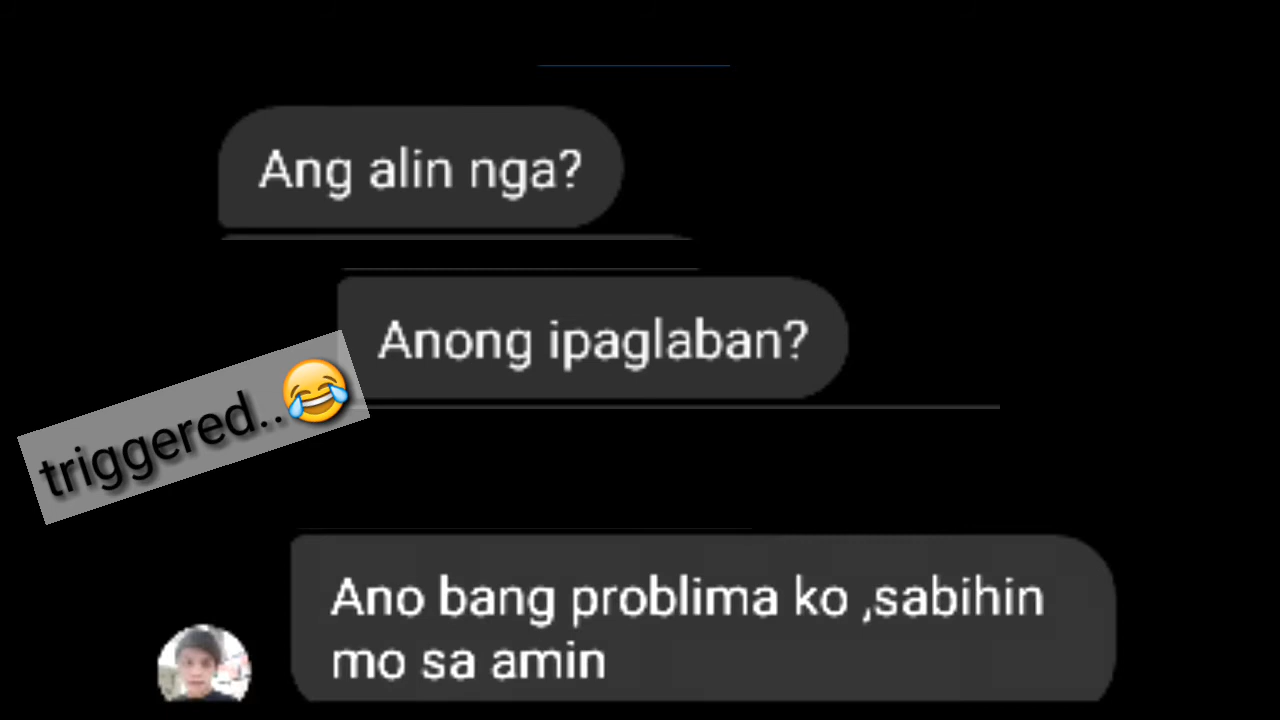 Ang alin nga?
Anong ipaglaban?
triggered..😂
Ano bang problima ko ,sabihin
mo sa amin